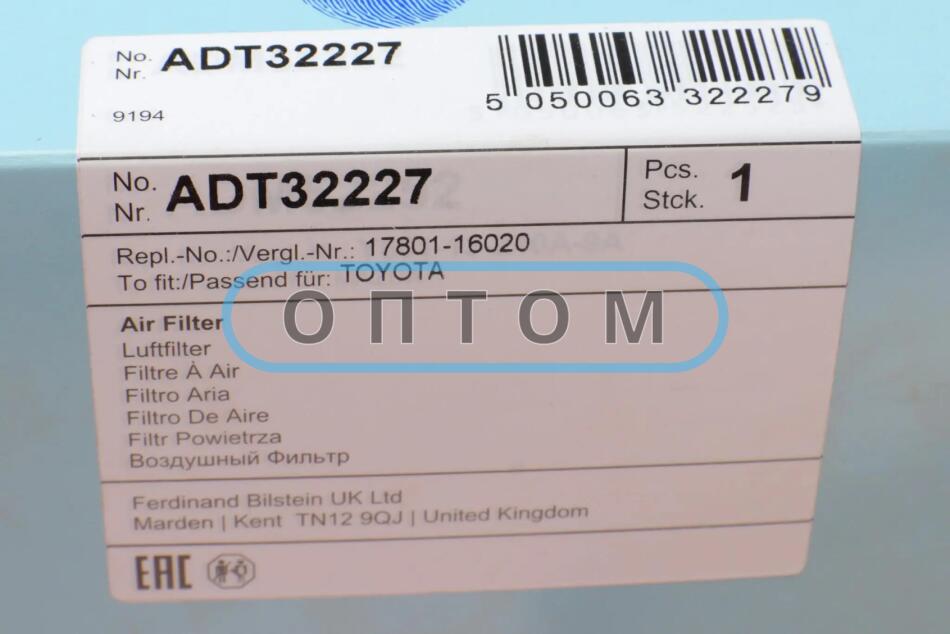 No. Nr. ADT32227
9194
5 050063 322279
No. Nr. ADT32227
Pcs. Stck. 1
Repl.-No.:/Vergl.-Nr.: 17801-16020
To fit:/Passend für: TOYOTA
ОПТОМ
Air Filter
Luftfilter
Filtre À Air
Filtro Aria
Filtro De Aire
Filtr Powietrza
Воздушный Фильтр
Ferdinand Bilstein UK Ltd
Marden | Kent TN12 9QJ | United Kingdom
EAC